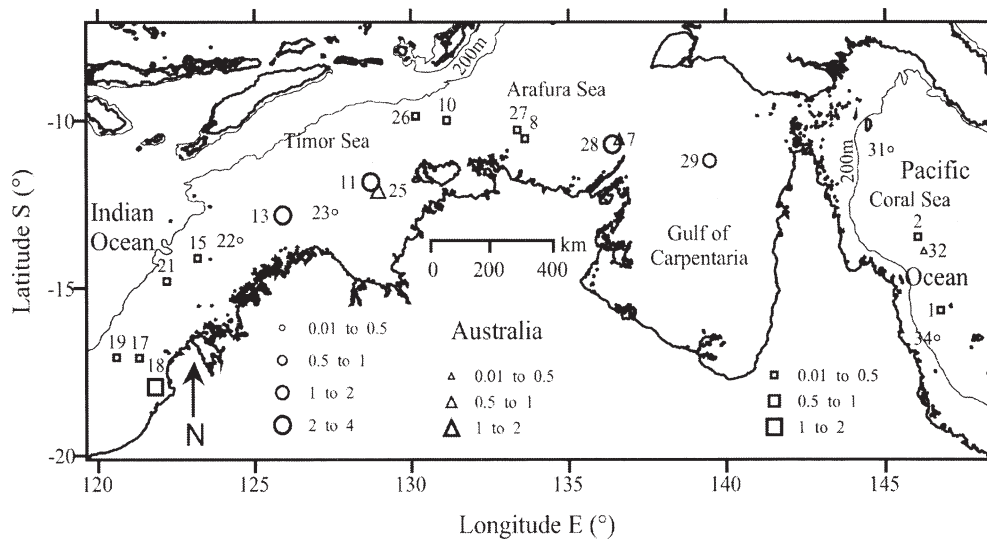 200m
Arafura Sea
-10
26
10
27
8
28
7
Timor Sea
29
31
200m
Pacific
11
25
Coral Sea
Indian
Ocean
13
23
2
15
22
32
km
0 200 400
Gulf of
Carpentaria
21
Ocean
-15
1
19 17
18
34
0.01 to 0.5
Australia
0.5 to 1
0.01 to 0.5
0.01 to 0.5
1 to 2
0.5 to 1
0.5 to 1
2 to 4
1 to 2
1 to 2
N
-20
120 125 130 135 140 145
Latitude S (°)
Longitude E (°)